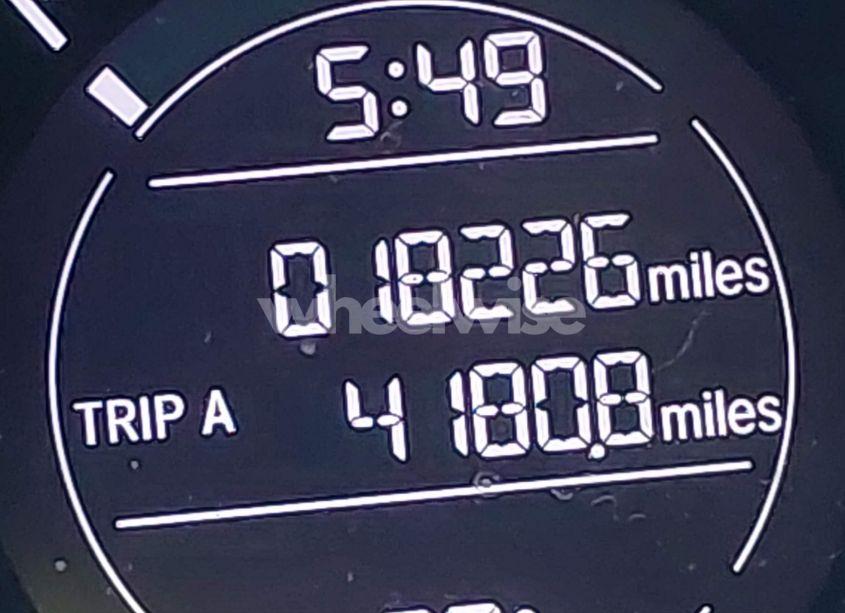 5:49
018226 miles
wheelwise
TRIP A 4180.8 miles